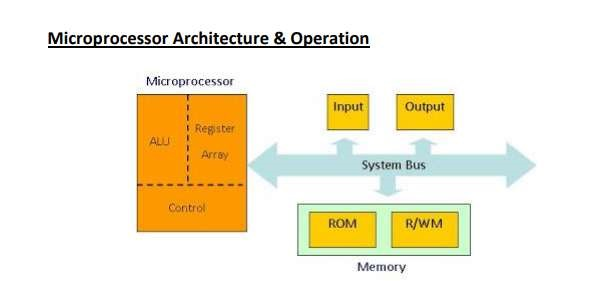 Microprocessor Architecture & Operation
Microprocessor
ALU
Register
Array
Control
Input
Output
System Bus
ROM
R/WM
Memory